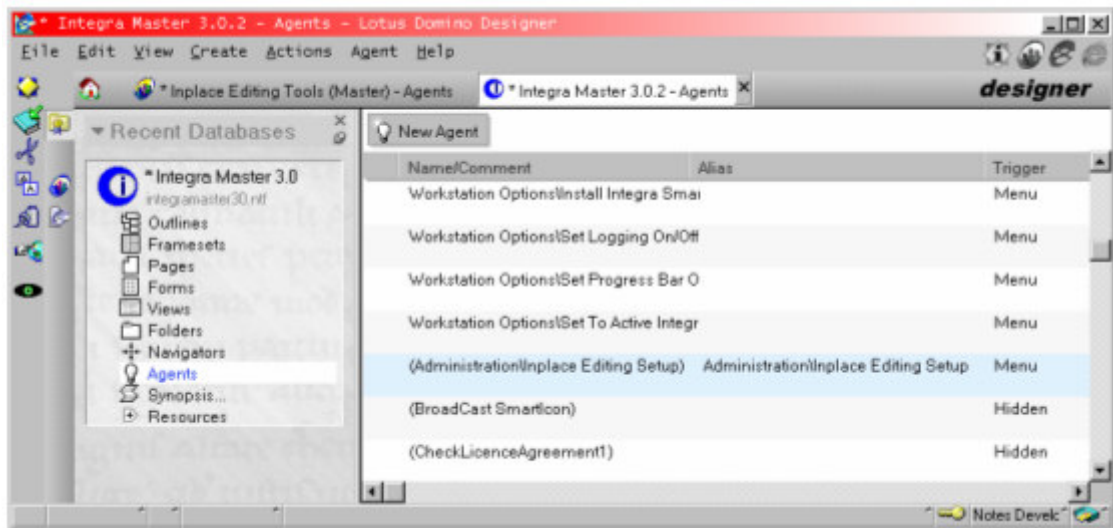 * Integra Master 3.0.2 - Agents - Lotus Domino Designer
File Edit View Create Actions Agent Help
* Inplace Editing Tools (Master) - Agents
* Integra Master 3.0.2 - Agents
designer
Recent Databases
New Agent
* Integra Master 3.0
integramaster30.ntf
Outlines
Framesets
Pages
Forms
Views
Folders
Navigators
Agents
Synopsis...
Resources
Name/Comment Alias Trigger
Workstation Options\Install Integra Smar Menu
Workstation Options\Set Logging On/Off Menu
Workstation Options\Set Progress Bar O Menu
Workstation Options\Set To Active Integr Menu
(Administration\Inplace Editing Setup) Administration\Inplace Editing Setup Menu
(BroadCast SmartIcon) Hidden
(CheckLicenceAgreement1) Hidden
Notes Develc